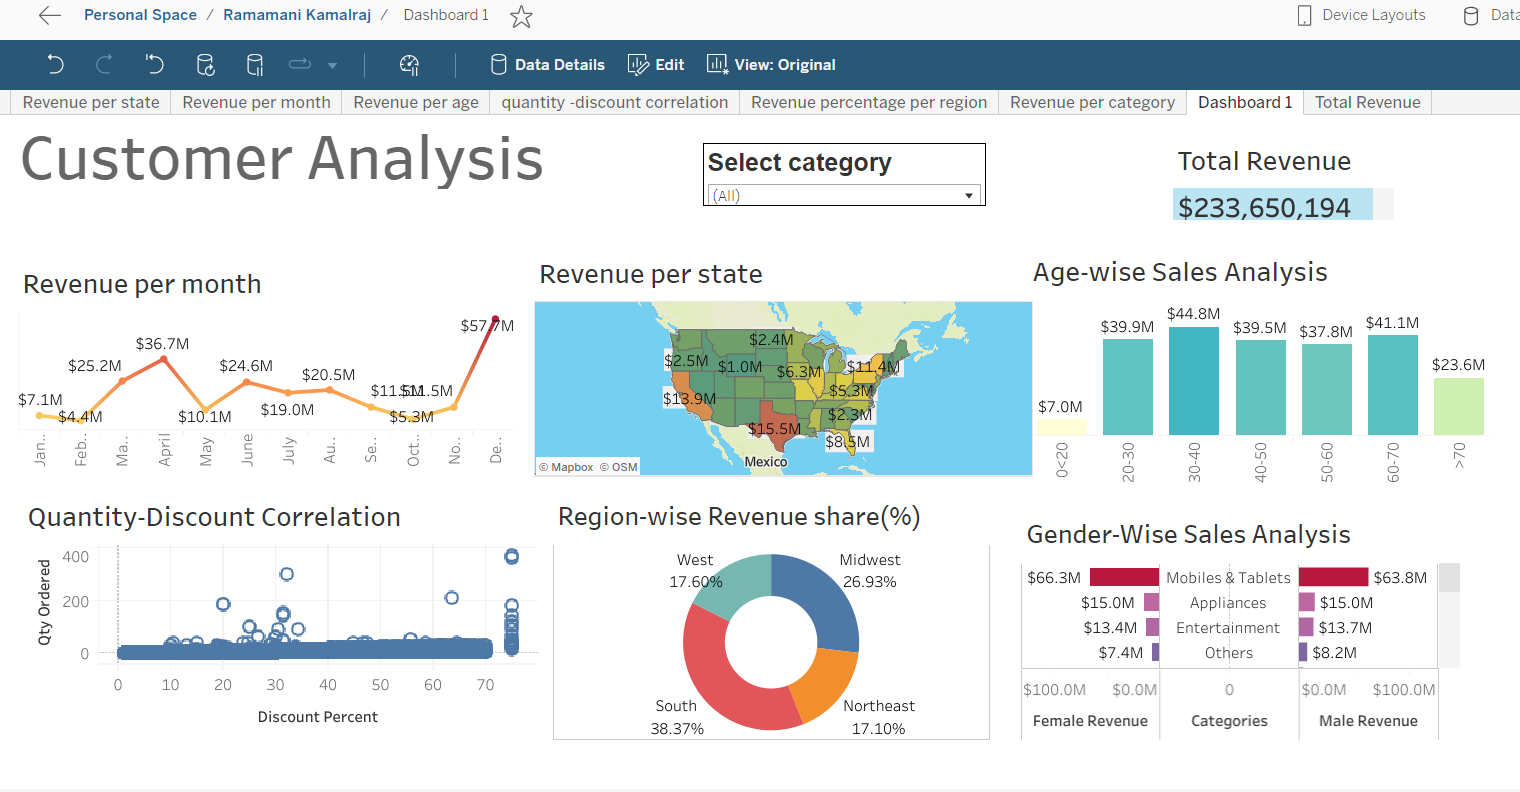 Personal Space / Ramamani Kamalraj / Dashboard 1
Device Layouts
Data
Data Details
Edit
View: Original
Revenue per state
Revenue per month
Revenue per age
quantity -discount correlation
Revenue percentage per region
Revenue per category
Dashboard 1
Total Revenue
Customer Analysis
Select category
(All)
Total Revenue
$233,650,194
Revenue per month
$7.1M
$4.4M
$25.2M
$36.7M
$10.1M
$24.6M
$19.0M
$20.5M
$5.3M
$11.5M
$57.7M
Jan..
Feb..
Ma..
April
May
June
July
Au..
Se..
Oct..
No..
De..
Revenue per state
$2.4M
$2.5M
$1.0M
$6.3M
$11.4M
$13.9M
$5.3M
$2.3M
$15.5M
$8.5M
Mexico
© Mapbox © OSM
Age-wise Sales Analysis
$7.0M
$39.9M
$44.8M
$39.5M
$37.8M
$41.1M
$23.6M
0<20
20-30
30-40
40-50
50-60
60-70
>70
Quantity-Discount Correlation
Qty Ordered
400
200
0
0 10 20 30 40 50 60 70
Discount Percent
Region-wise Revenue share(%)
West
17.60%
Midwest
26.93%
South
38.37%
Northeast
17.10%
Gender-Wise Sales Analysis
$66.3M Mobiles & Tablets $63.8M
$15.0M Appliances $15.0M
$13.4M Entertainment $13.7M
$7.4M Others $8.2M
$100.0M $0.0M 0 $0.0M $100.0M
Female Revenue Categories Male Revenue